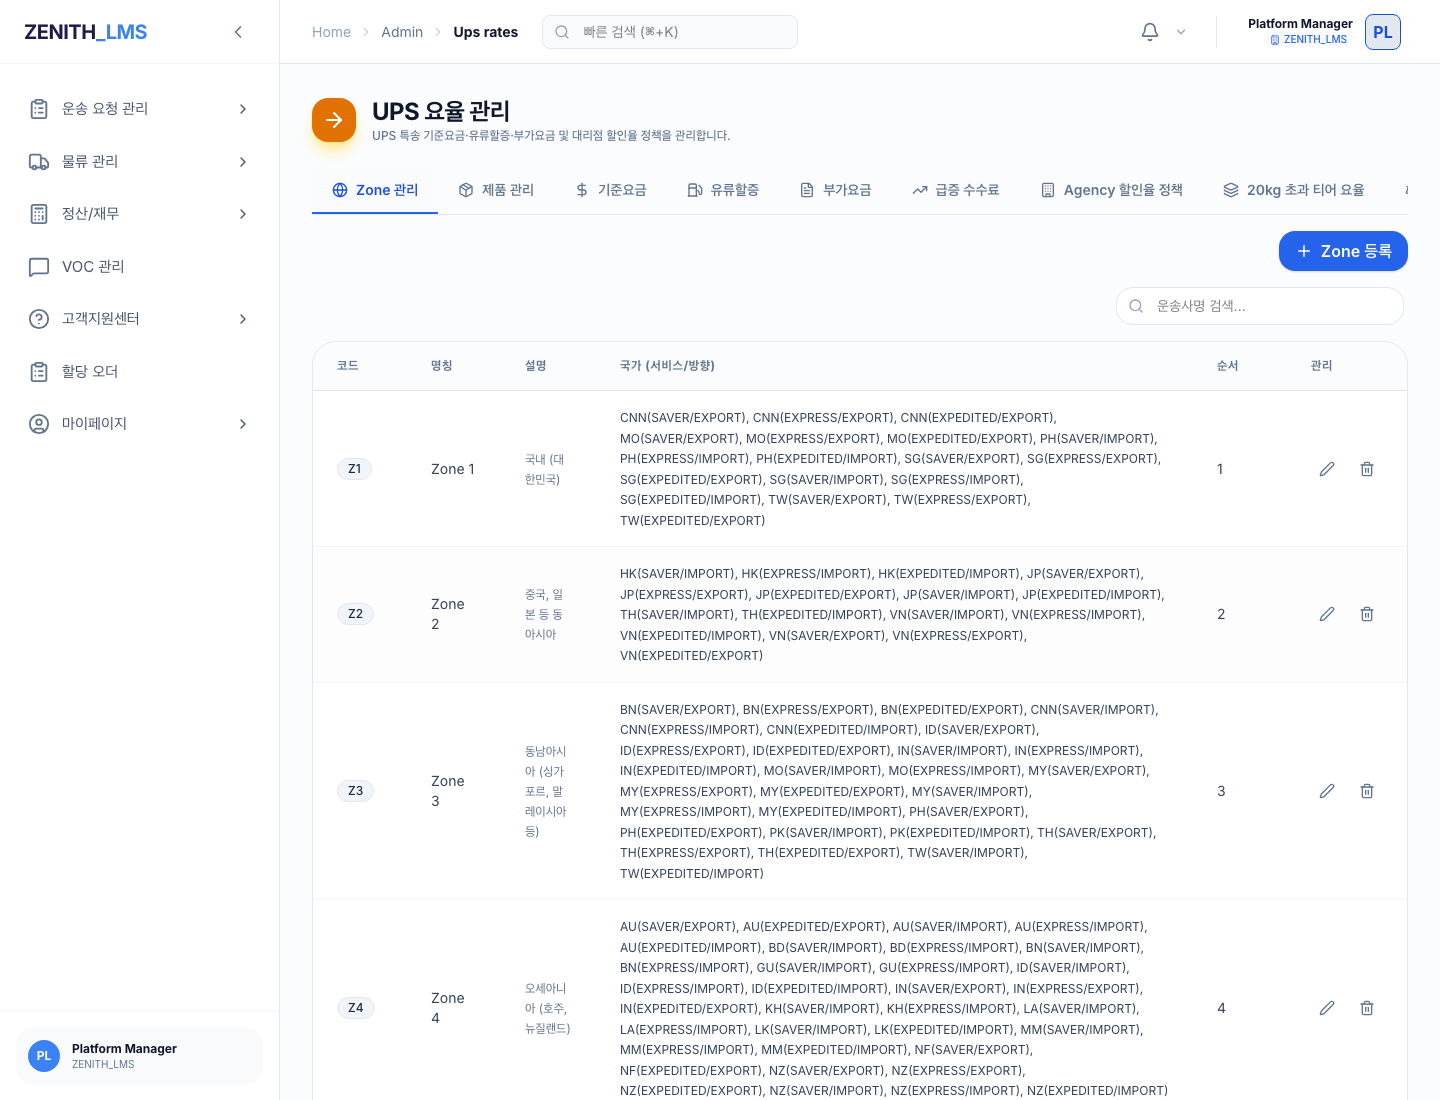 ZENITH_LMS
Home > Admin > Ups rates
빠른 검색 (⌘+K)
Platform Manager
ZENITH_LMS
PL
운송 요청 관리
물류 관리
정산/재무
VOC 관리
고객지원센터
할당 오더
마이페이지
UPS 요율 관리
UPS 특송 기준요금·유류할증·부가요금 및 대리점 할인율 정책을 관리합니다.
Zone 관리 제품 관리 기준요금 유류할증 부가요금 급증 수수료 Agency 할인율 정책 20kg 초과 티어 요율
Zone 등록
운송사명 검색...
코드 명칭 설명 국가 (서비스/방향) 순서 관리
Z1
Zone 1
국내 (대
한민국)
CNN(SAVER/EXPORT), CNN(EXPRESS/EXPORT), CNN(EXPEDITED/EXPORT),
MO(SAVER/EXPORT), MO(EXPRESS/EXPORT), MO(EXPEDITED/EXPORT), PH(SAVER/IMPORT),
PH(EXPRESS/IMPORT), PH(EXPEDITED/IMPORT), SG(SAVER/EXPORT), SG(EXPRESS/EXPORT),
SG(EXPEDITED/EXPORT), SG(SAVER/IMPORT), SG(EXPRESS/IMPORT),
SG(EXPEDITED/IMPORT), TW(SAVER/EXPORT), TW(EXPRESS/EXPORT),
TW(EXPEDITED/EXPORT)
1
Z2
Zone
2
중국, 일
본 등 동
아시아
HK(SAVER/IMPORT), HK(EXPRESS/IMPORT), HK(EXPEDITED/IMPORT), JP(SAVER/EXPORT),
JP(EXPRESS/EXPORT), JP(EXPEDITED/EXPORT), JP(SAVER/IMPORT), JP(EXPEDITED/IMPORT),
TH(SAVER/IMPORT), TH(EXPEDITED/IMPORT), VN(SAVER/IMPORT), VN(EXPRESS/IMPORT),
VN(EXPEDITED/IMPORT), VN(SAVER/EXPORT), VN(EXPRESS/EXPORT),
VN(EXPEDITED/EXPORT)
2
Z3
Zone
3
동남아시
아 (싱가
포르, 말
레이시아
등)
BN(SAVER/EXPORT), BN(EXPRESS/EXPORT), BN(EXPEDITED/EXPORT), CNN(SAVER/IMPORT),
CNN(EXPRESS/IMPORT), CNN(EXPEDITED/IMPORT), ID(SAVER/EXPORT),
ID(EXPRESS/EXPORT), ID(EXPEDITED/EXPORT), IN(SAVER/IMPORT), IN(EXPRESS/IMPORT),
IN(EXPEDITED/IMPORT), MO(SAVER/IMPORT), MO(EXPRESS/IMPORT), MY(SAVER/EXPORT),
MY(EXPRESS/EXPORT), MY(EXPEDITED/EXPORT), MY(SAVER/IMPORT),
MY(EXPRESS/IMPORT), MY(EXPEDITED/IMPORT), PH(SAVER/EXPORT),
PH(EXPEDITED/EXPORT), PK(SAVER/IMPORT), PK(EXPEDITED/IMPORT), TH(SAVER/EXPORT),
TH(EXPRESS/EXPORT), TH(EXPEDITED/EXPORT), TW(SAVER/IMPORT),
TW(EXPEDITED/IMPORT)
3
Z4
Zone
4
오세아니
아 (호주,
뉴질랜드)
AU(SAVER/EXPORT), AU(EXPEDITED/EXPORT), AU(SAVER/IMPORT), AU(EXPRESS/IMPORT),
AU(EXPEDITED/IMPORT), BD(SAVER/IMPORT), BD(EXPRESS/IMPORT), BN(SAVER/IMPORT),
BN(EXPRESS/IMPORT), GU(SAVER/IMPORT), GU(EXPRESS/IMPORT), ID(SAVER/IMPORT),
ID(EXPRESS/IMPORT), ID(EXPEDITED/IMPORT), IN(SAVER/EXPORT), IN(EXPRESS/EXPORT),
IN(EXPEDITED/EXPORT), KH(SAVER/IMPORT), KH(EXPRESS/IMPORT), LA(SAVER/IMPORT),
LA(EXPRESS/IMPORT), LK(SAVER/IMPORT), LK(EXPEDITED/IMPORT), MM(SAVER/IMPORT),
MM(EXPRESS/IMPORT), MM(EXPEDITED/IMPORT), NF(SAVER/EXPORT),
NF(EXPEDITED/EXPORT), NZ(SAVER/EXPORT), NZ(EXPRESS/EXPORT),
NZ(EXPEDITED/EXPORT), NZ(SAVER/IMPORT), NZ(EXPRESS/IMPORT), NZ(EXPEDITED/IMPORT)
4
PL
Platform Manager
ZENITH_LMS